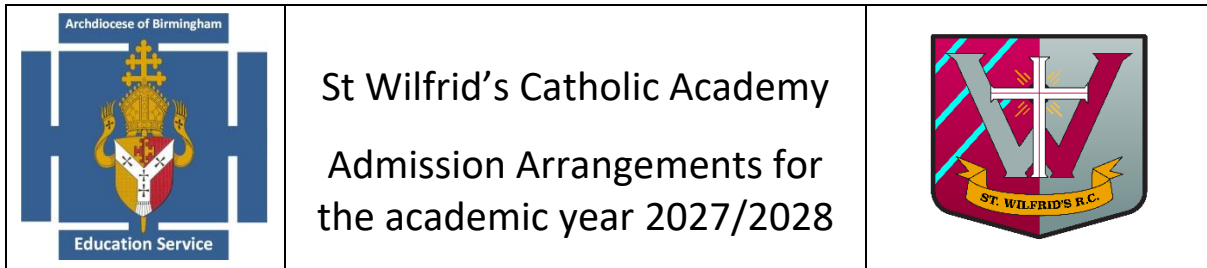 Archdiocese of Birmingham
Education Service
St Wilfrid’s Catholic Academy
Admission Arrangements for
the academic year 2027/2028
W
ST. WILFRID'S R.C.